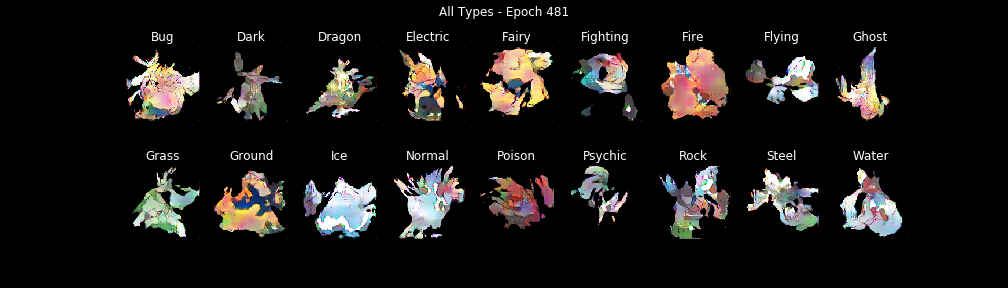 All Types - Epoch 481
Bug Dark Dragon Electric Fairy Fighting Fire Flying Ghost
Grass Ground Ice Normal Poison Psychic Rock Steel Water